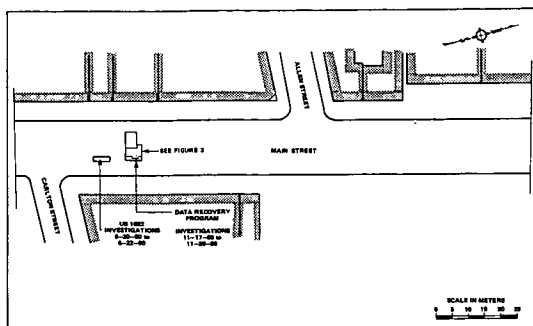 ALLEN STREET
SEE FIGURE 3
MAIN STREET
CARLTON STREET
DATA RECOVERY
PROGRAM
INVESTIGATIONS
INVESTIGATIONS
SCALE IN METERS
0 5 10 15 20 25